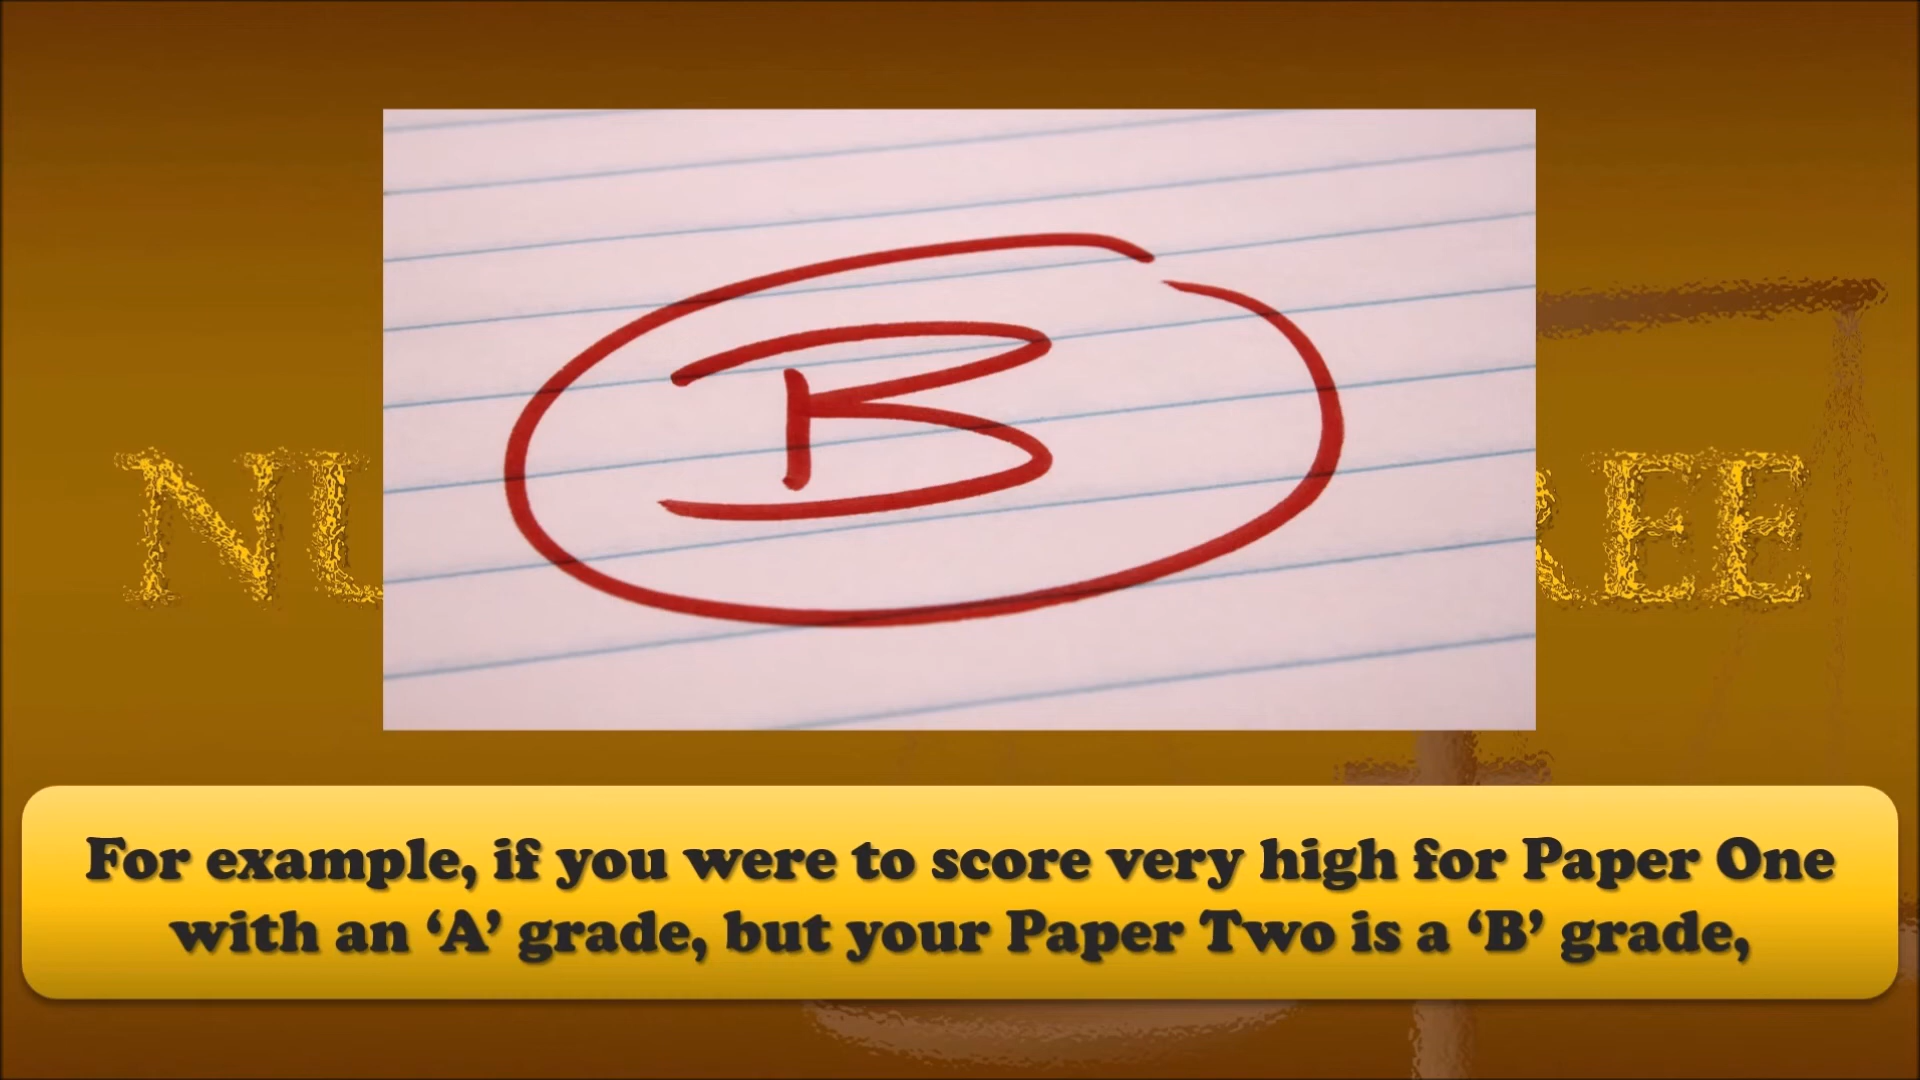 B
For example, if you were to score very high for Paper One
with an ‘A’ grade, but your Paper Two is a ‘B’ grade,